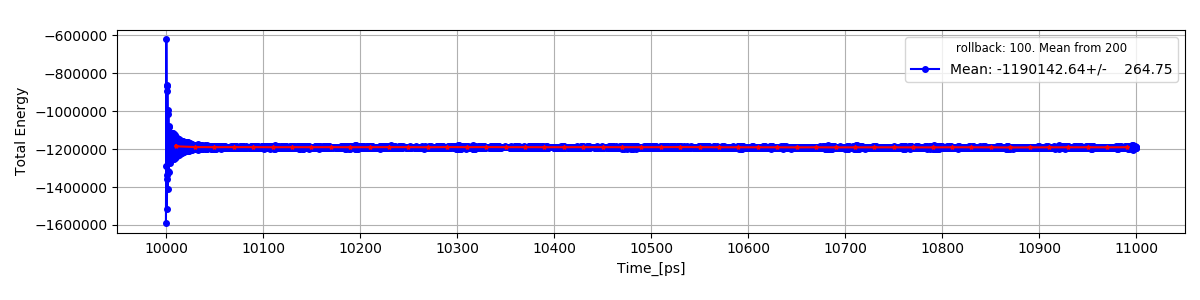 −600000
−800000
−1000000
−1200000
−1400000
−1600000
Total Energy
rollback: 100. Mean from 200
Mean: -1190142.64+/-    264.75
10000 10100 10200 10300 10400 10500 10600 10700 10800 10900 11000
Time_[ps]